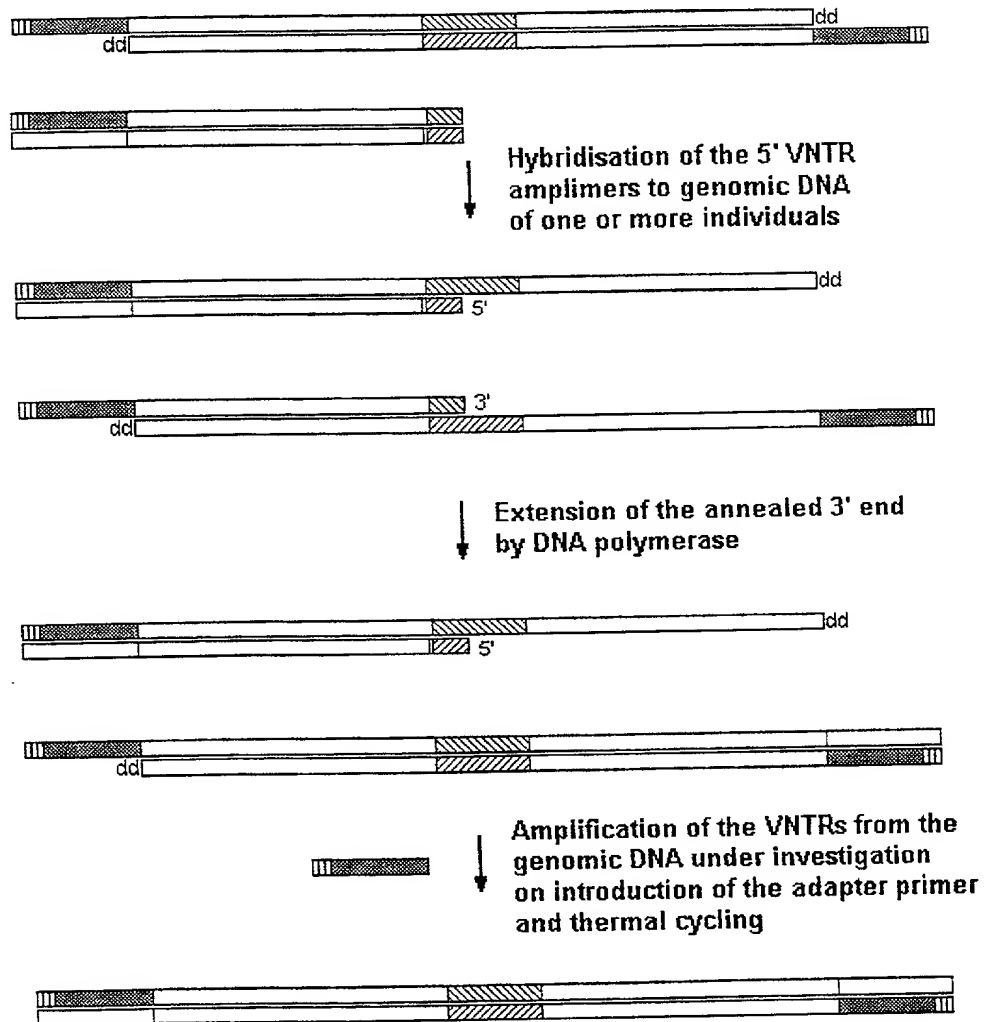 dd
dd
Hybridisation of the 5' VNTR
amplimers to genomic DNA
of one or more individuals
dd
5'
3'
dd
Extension of the annealed 3' end
by DNA polymerase
dd
5'
dd
Amplification of the VNTRs from the
genomic DNA under investigation
on introduction of the adapter primer
and thermal cycling